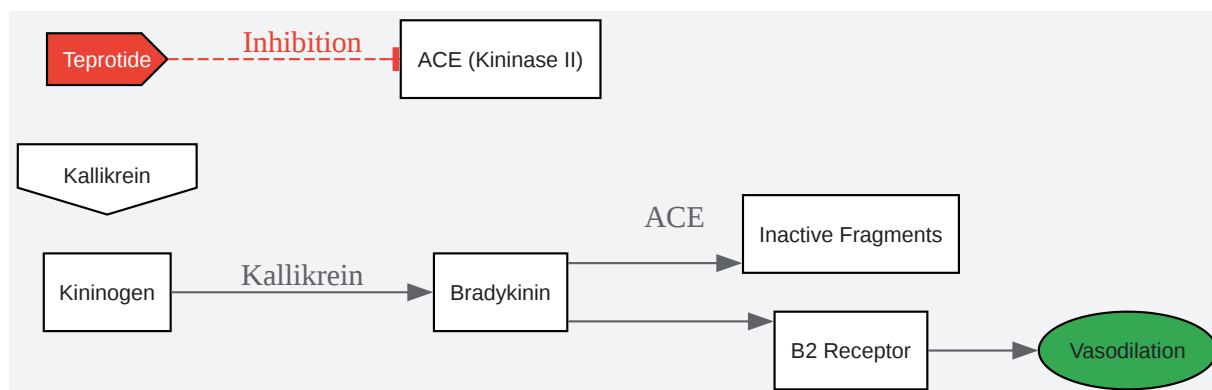 Teprotide
Inhibition
ACE (Kininase II)
Kallikrein
ACE
Inactive Fragments
Kininogen
Kallikrein
Bradykinin
B2 Receptor
Vasodilation